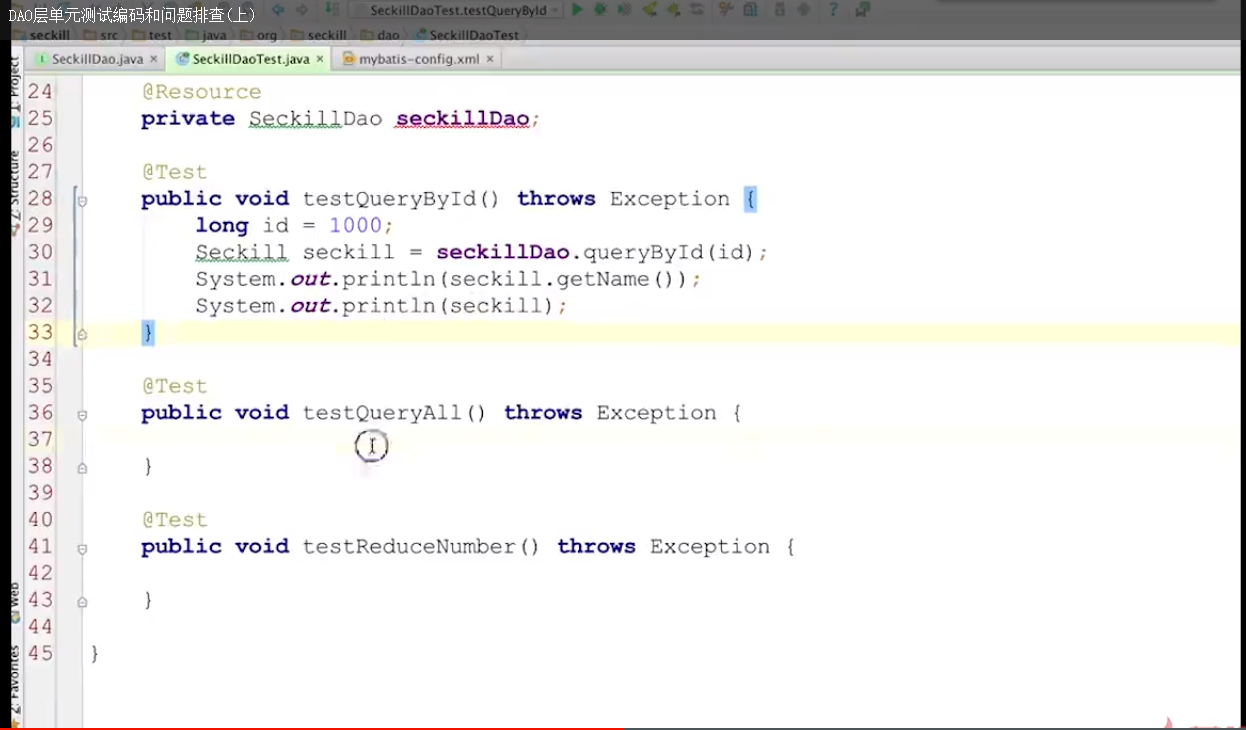 DAO层单元测试编码和问题排查(上)
SeckillDaoTest.testQueryById
seckill src test java org seckill dao SeckillDaoTest
SeckillDao.java SeckillDaoTest.java mybatis-config.xml
1: Project
Z: Structure
Web
2: Favorites
24 @Resource
25 private SeckillDao seckillDao;
26
27 @Test
28 public void testQueryById() throws Exception {
29 long id = 1000;
30 Seckill seckill = seckillDao.queryById(id);
31 System.out.println(seckill.getName());
32 System.out.println(seckill);
33 }
34
35 @Test
36 public void testQueryAll() throws Exception {
37
38 }
39
40 @Test
41 public void testReduceNumber() throws Exception {
42
43 }
44
45 }